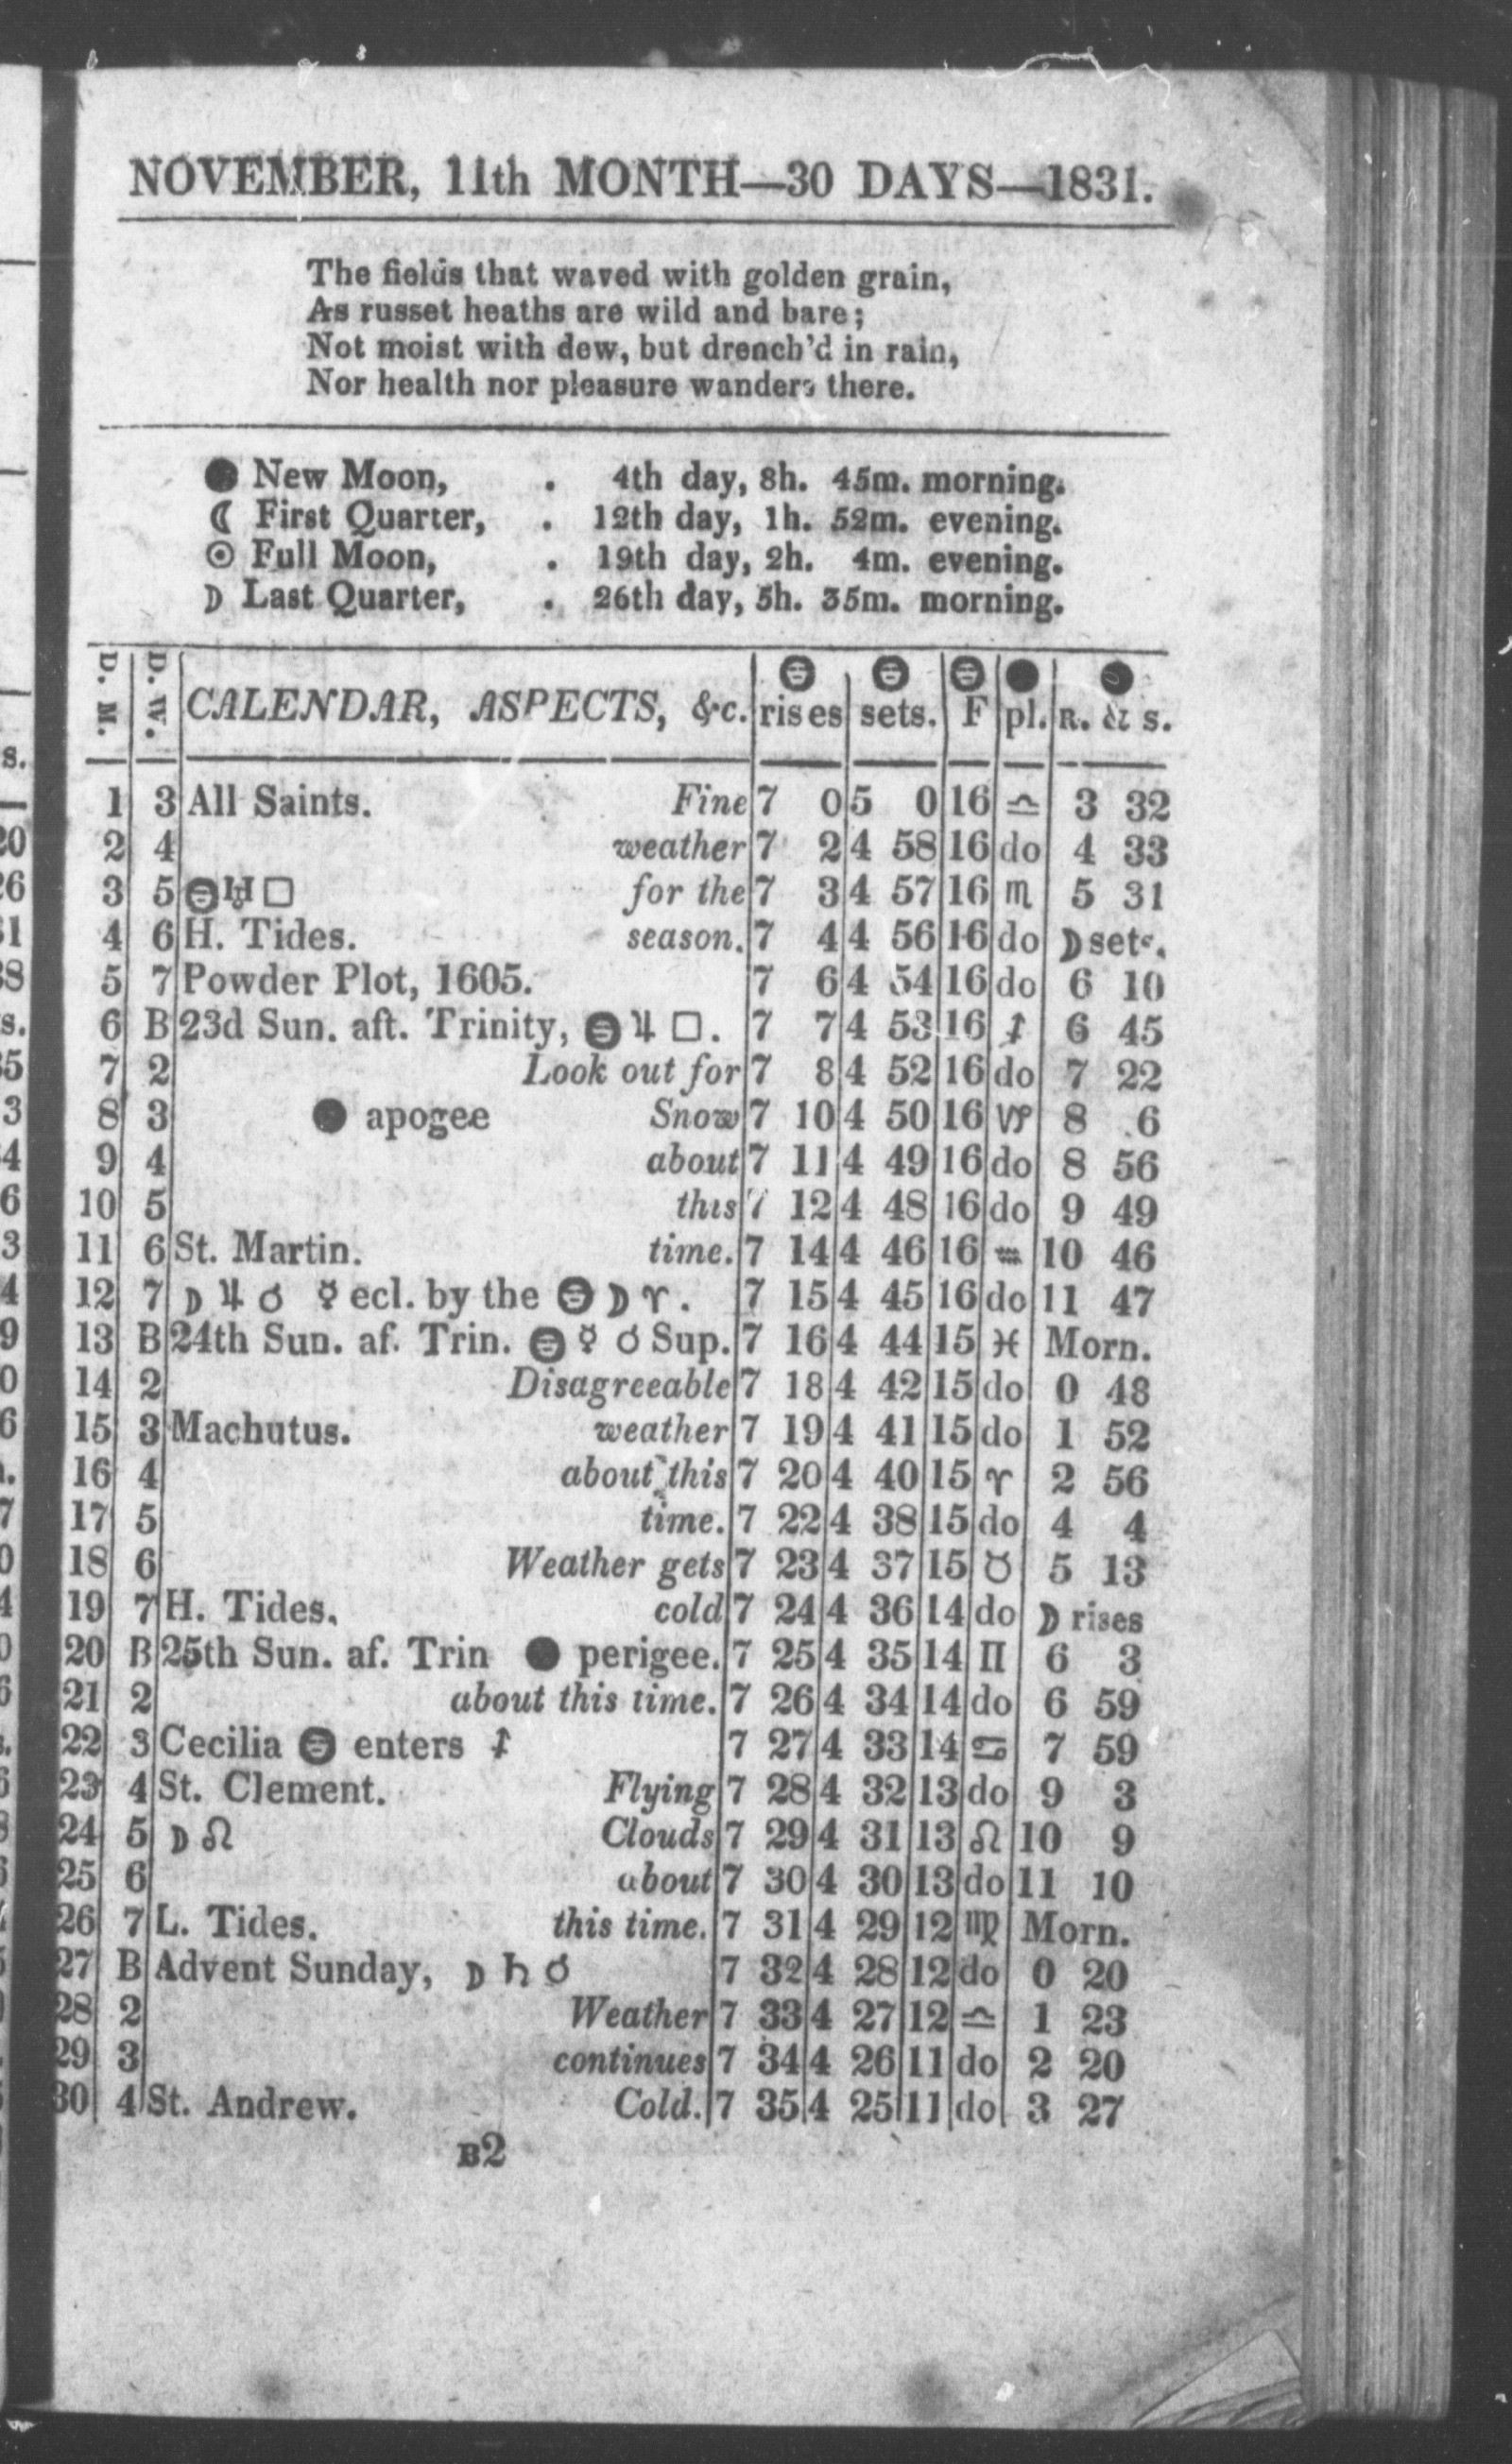 NOVEMBER, 11th MONTH—30 DAYS—1831.
The fields that waved with golden grain,
As russet heaths are wild and bare;
Not moist with dew, but drench'd in rain,
Nor health nor pleasure wanders there.
● New Moon, . 4th day, 8h. 45m. morning.
☾ First Quarter, . 12th day, 1h. 52m. evening.
☉ Full Moon, . 19th day, 2h. 4m. evening.
☽ Last Quarter, . 26th day, 5h. 35m. morning.
D. M. D. W. CALENDAR, ASPECTS, &c. ☉ rises ☉ sets. ☉ F ● pl. ● R. & s.
1 3 All Saints. Fine 7 0 5 0 16 ♎ 3 32
2 4 weather 7 2 4 58 16 do 4 33
3 5 ☉ ♅ □ for the 7 3 4 57 16 ♏ 5 31
4 6 H. Tides. season. 7 4 4 56 16 do ☽ sets.
5 7 Powder Plot, 1605. 7 6 4 54 16 do 6 10
6 B 23d Sun. aft. Trinity, ☉ ♃ □. 7 7 4 53 16 ♐ 6 45
7 2 Look out for 7 8 4 52 16 do 7 22
8 3 ● apogee Snow 7 10 4 50 16 ♑ 8 6
9 4 about 7 11 4 49 16 do 8 56
10 5 this 7 12 4 48 16 do 9 49
11 6 St. Martin. time. 7 14 4 46 16 ♒ 10 46
12 7 ☽ ♃ ☌ ☿ ecl. by the ☉ ☽ ♈. 7 15 4 45 16 do 11 47
13 B 24th Sun. af. Trin. ☉ ☿ ☌ Sup. 7 16 4 44 15 ♓ Morn.
14 2 Disagreeable 7 18 4 42 15 do 0 48
15 3 Machutus. weather 7 19 4 41 15 do 1 52
16 4 about this 7 20 4 40 15 ♈ 2 56
17 5 time. 7 22 4 38 15 do 4 4
18 6 Weather gets 7 23 4 37 15 ♉ 5 13
19 7 H. Tides. cold 7 24 4 36 14 do ☽ rises
20 B 25th Sun. af. Trin ● perigee. 7 25 4 35 14 ♊ 6 3
21 2 about this time. 7 26 4 34 14 do 6 59
22 3 Cecilia ☉ enters ♐ 7 27 4 33 14 ♋ 7 59
23 4 St. Clement. Flying 7 28 4 32 13 do 9 3
24 5 ☽ ☊ Clouds 7 29 4 31 13 ♌ 10 9
25 6 about 7 30 4 30 13 do 11 10
26 7 L. Tides. this time. 7 31 4 29 12 ♍ Morn.
27 B Advent Sunday, ☽ ♄ ☌ 7 32 4 28 12 do 0 20
28 2 Weather 7 33 4 27 12 ♎ 1 23
29 3 continues 7 34 4 26 11 do 2 20
30 4 St. Andrew. Cold. 7 35 4 25 11 do 3 27
B2